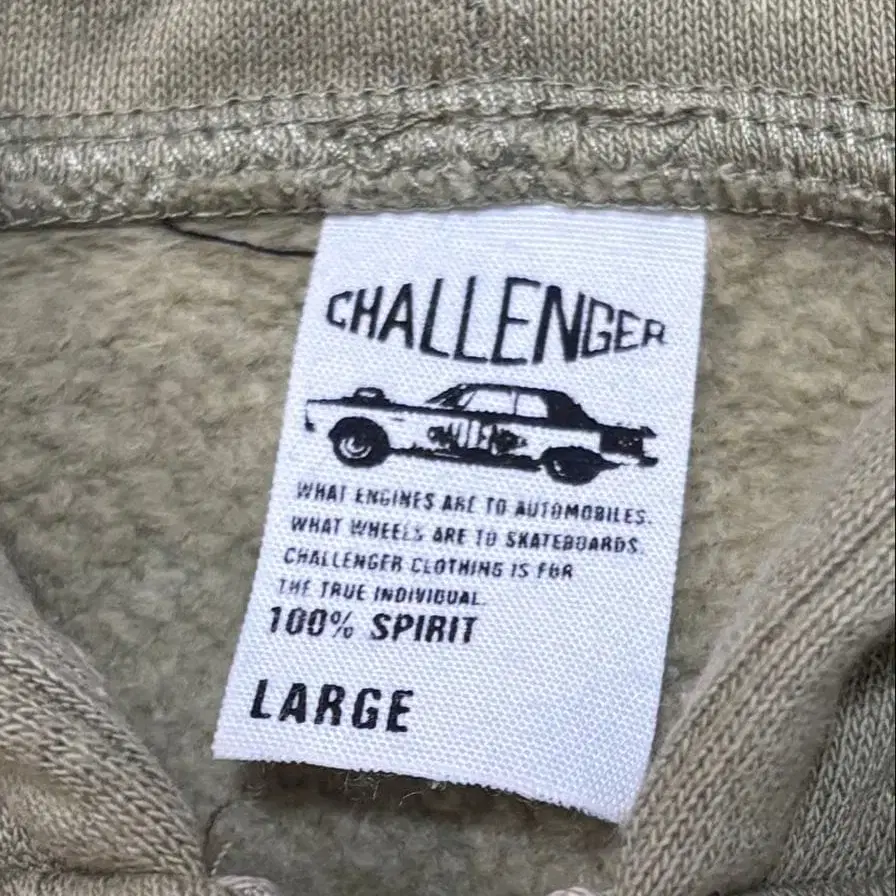 CHALLENGER
CHALLENGER
WHAT ENGINES ARE TO AUTOMOBILES.
WHAT WHEELS ARE TO SKATEBOARDS.
CHALLENGER CLOTHING IS FOR
THE TRUE INDIVIDUAL.
100% SPIRIT
LARGE